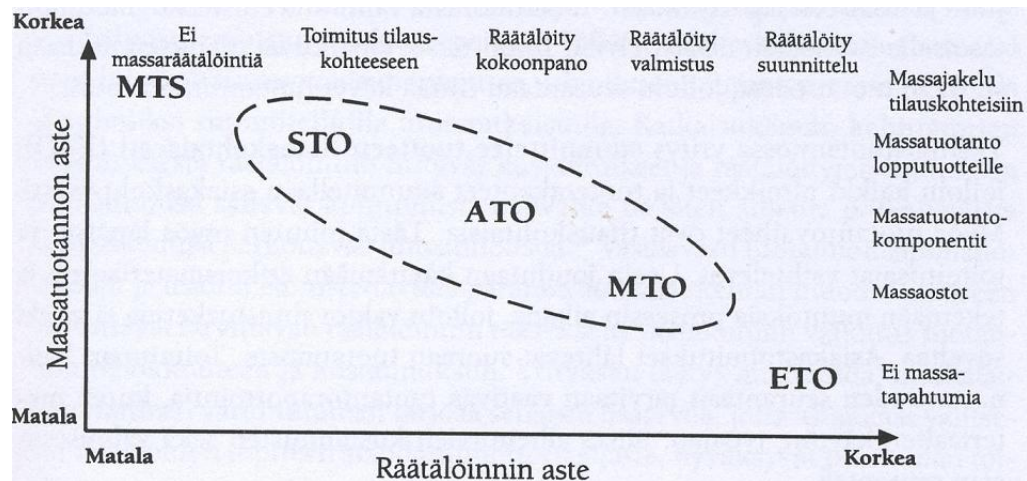 Korkea
Ei
massaräätälöintiä
Toimitus tilaus-
kohteeseen
Räätälöity
kokoonpano
Räätälöity
valmistus
Räätälöity
suunnittelu
MTS
Massajakelu
tilauskohteisiin
STO
Massatuotanto
lopputuotteille
ATO
Massatuotanto-
komponentit
MTO
Massaostot
ETO
Ei massa-
tapahtumia
Massatuotannon aste
Matala
Matala
Räätälöinnin aste
Korkea